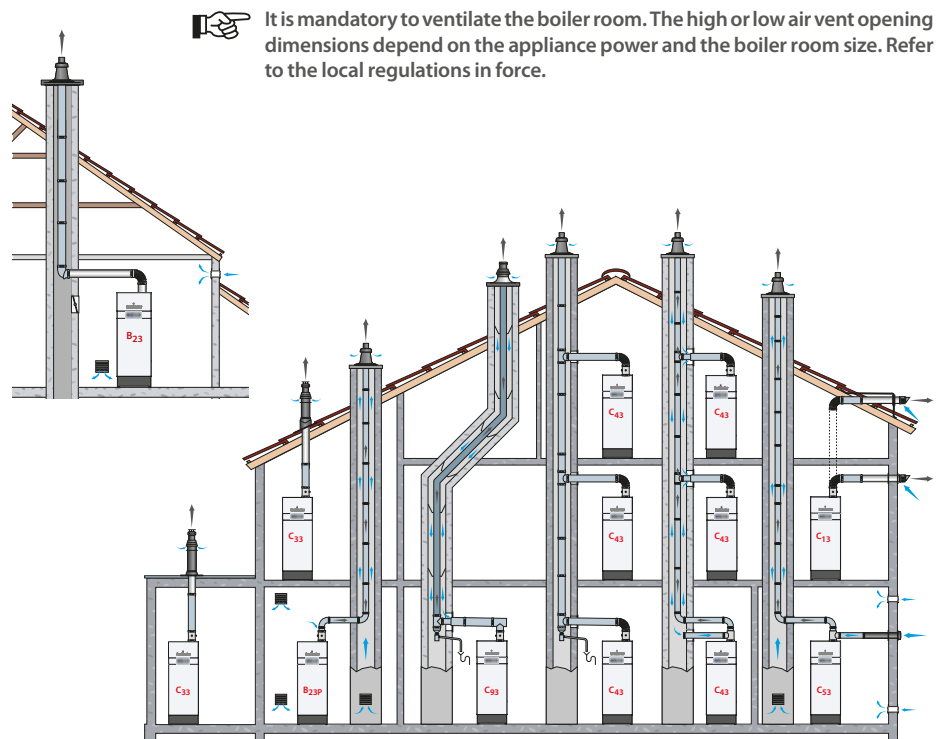 It is mandatory to ventilate the boiler room. The high or low air vent opening
dimensions depend on the appliance power and the boiler room size. Refer
to the local regulations in force.
B23
C43
C43
C33
C43
C43
C13
C33
B23P
C93
C43
C43
C53